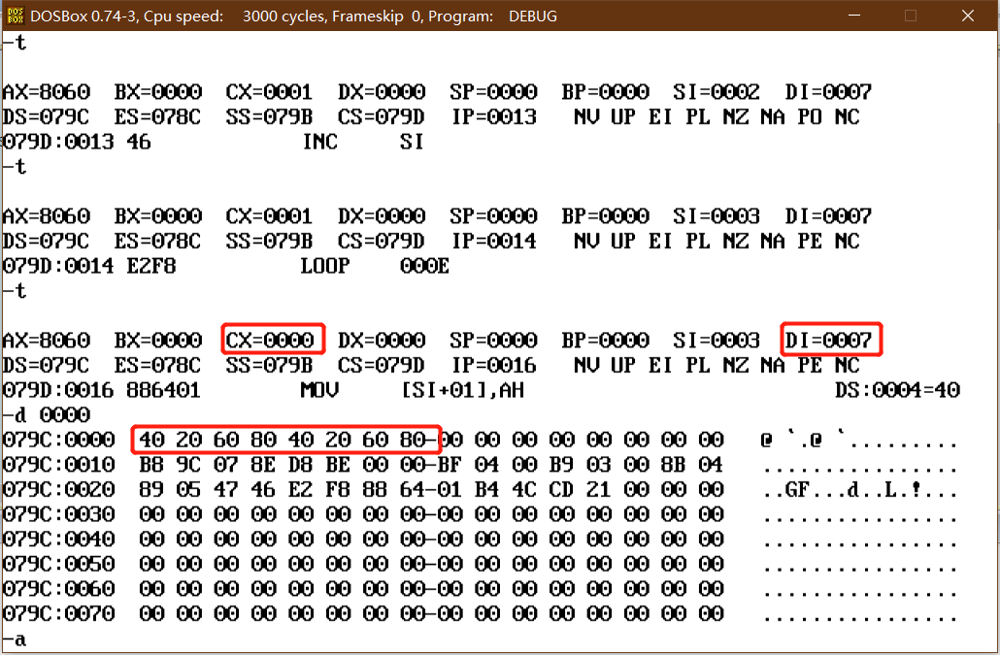 DOSBox 0.74-3, Cpu speed: 3000 cycles, Frameskip 0, Program: DEBUG
-t
AX=8060 BX=0000 CX=0001 DX=0000 SP=0000 BP=0000 SI=0002 DI=0007
DS=079C ES=078C SS=079B CS=079D IP=0013 NV UP EI PL NZ NA PO NC
079D:0013 46 INC SI
-t
AX=8060 BX=0000 CX=0001 DX=0000 SP=0000 BP=0000 SI=0003 DI=0007
DS=079C ES=078C SS=079B CS=079D IP=0014 NV UP EI PL NZ NA PE NC
079D:0014 E2F8 LOOP 000E
-t
AX=8060 BX=0000 CX=0000 DX=0000 SP=0000 BP=0000 SI=0003 DI=0007
DS=079C ES=078C SS=079B CS=079D IP=0016 NV UP EI PL NZ NA PE NC
079D:0016 886401 MOV [SI+01],AH DS:0004=40
-d 0000
079C:0000 40 20 60 80 40 20 60 80-00 00 00 00 00 00 00 00 @ `.@ `.........
079C:0010 B8 9C 07 8E D8 BE 00 00-BF 04 00 B9 03 00 8B 04 ................
079C:0020 89 05 47 46 E2 F8 88 64-01 B4 4C CD 21 00 00 00 ..GF...d..L.!...
079C:0030 00 00 00 00 00 00 00 00-00 00 00 00 00 00 00 00 ................
079C:0040 00 00 00 00 00 00 00 00-00 00 00 00 00 00 00 00 ................
079C:0050 00 00 00 00 00 00 00 00-00 00 00 00 00 00 00 00 ................
079C:0060 00 00 00 00 00 00 00 00-00 00 00 00 00 00 00 00 ................
079C:0070 00 00 00 00 00 00 00 00-00 00 00 00 00 00 00 00 ................
-a